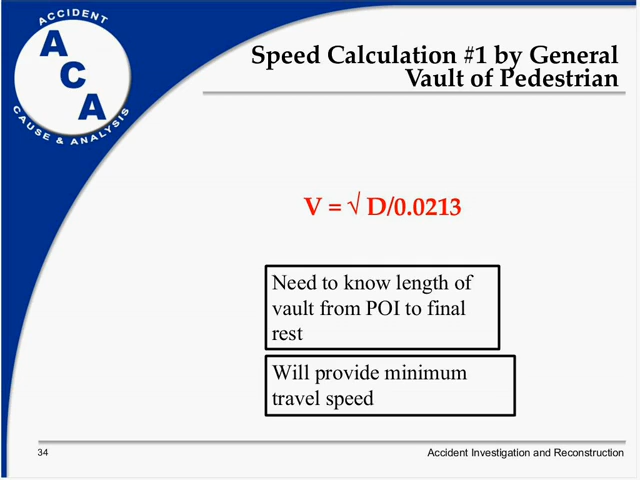 ACCIDENT
A
C
A
CAUSE & ANALYSIS
Speed Calculation #1 by General
Vault of Pedestrian
V = √ D/0.0213
Need to know length of
vault from POI to final
rest
Will provide minimum
travel speed
34
Accident Investigation and Reconstruction